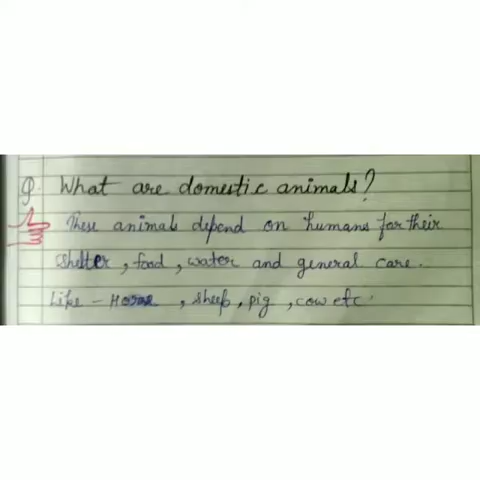 Q. What are domestic animals?
These animals depend on humans for their
shelter, food, water and general care.
Like - Horse, sheep, pig, cow etc.